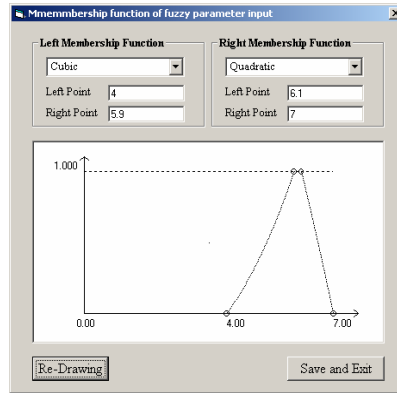 Mmemmbership function of fuzzy parameter input
Left Membership Function
Cubic
Left Point 4
Right Point 5.9
Right Membership Function
Quadratic
Left Point 6.1
Right Point 7
1.000
0.00 4.00 7.00
Re-Drawing Save and Exit